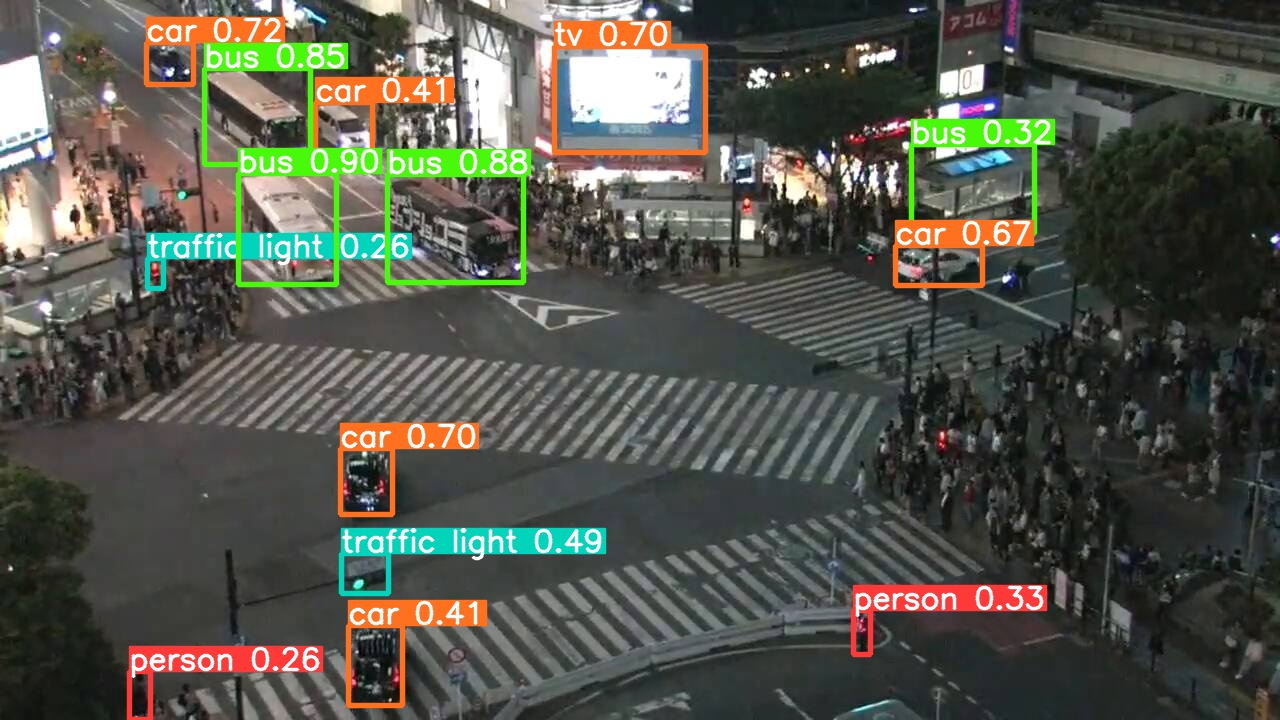 car 0.72
tv 0.70
bus 0.85
アコム
0
car 0.41
bus 0.32
bus 0.90
bus 0.88
car 0.67
traffic light 0.26
car 0.70
traffic light 0.49
person 0.33
car 0.41
person 0.26